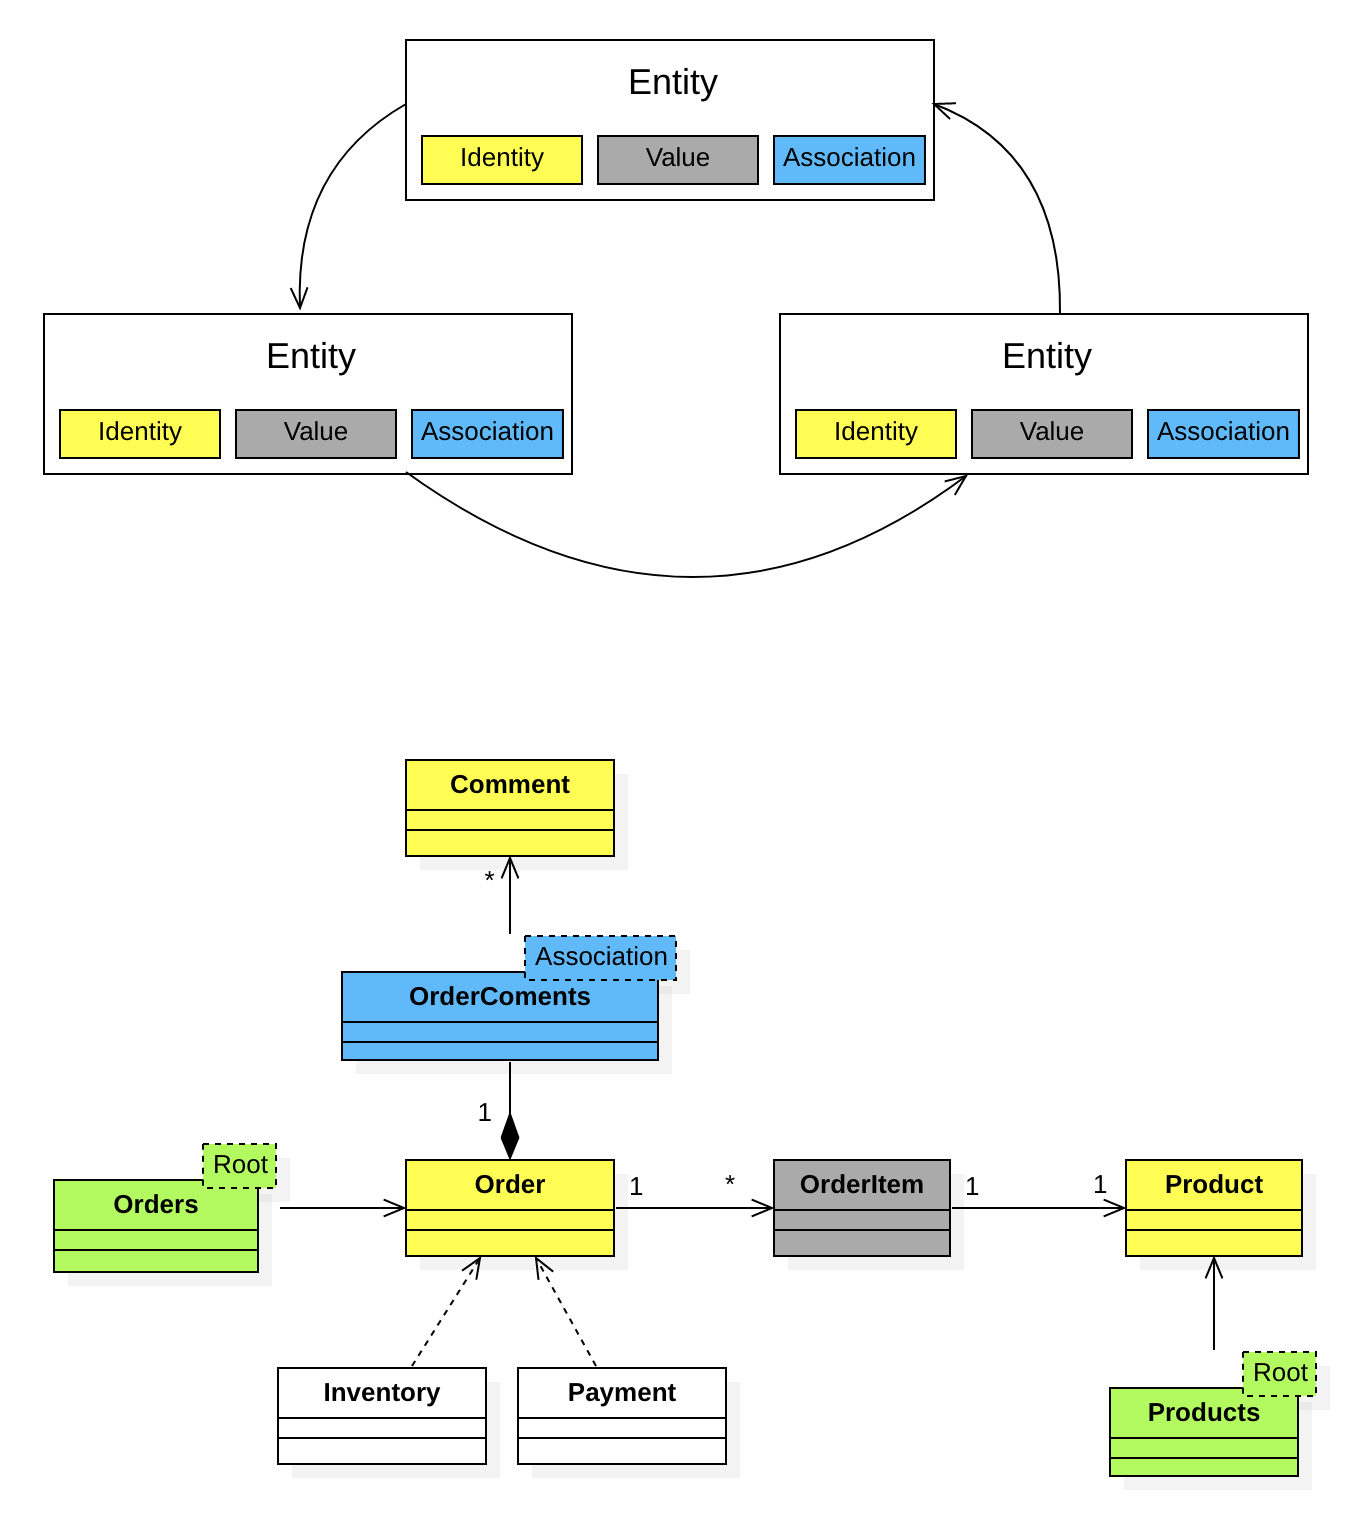 Entity
Identity
Value
Association
Entity
Identity
Value
Association
Entity
Identity
Value
Association
Comment
*
Association
OrderComents
1
Root
Orders
Order
1
*
OrderItem
1
1
Product
Inventory
Payment
Root
Products